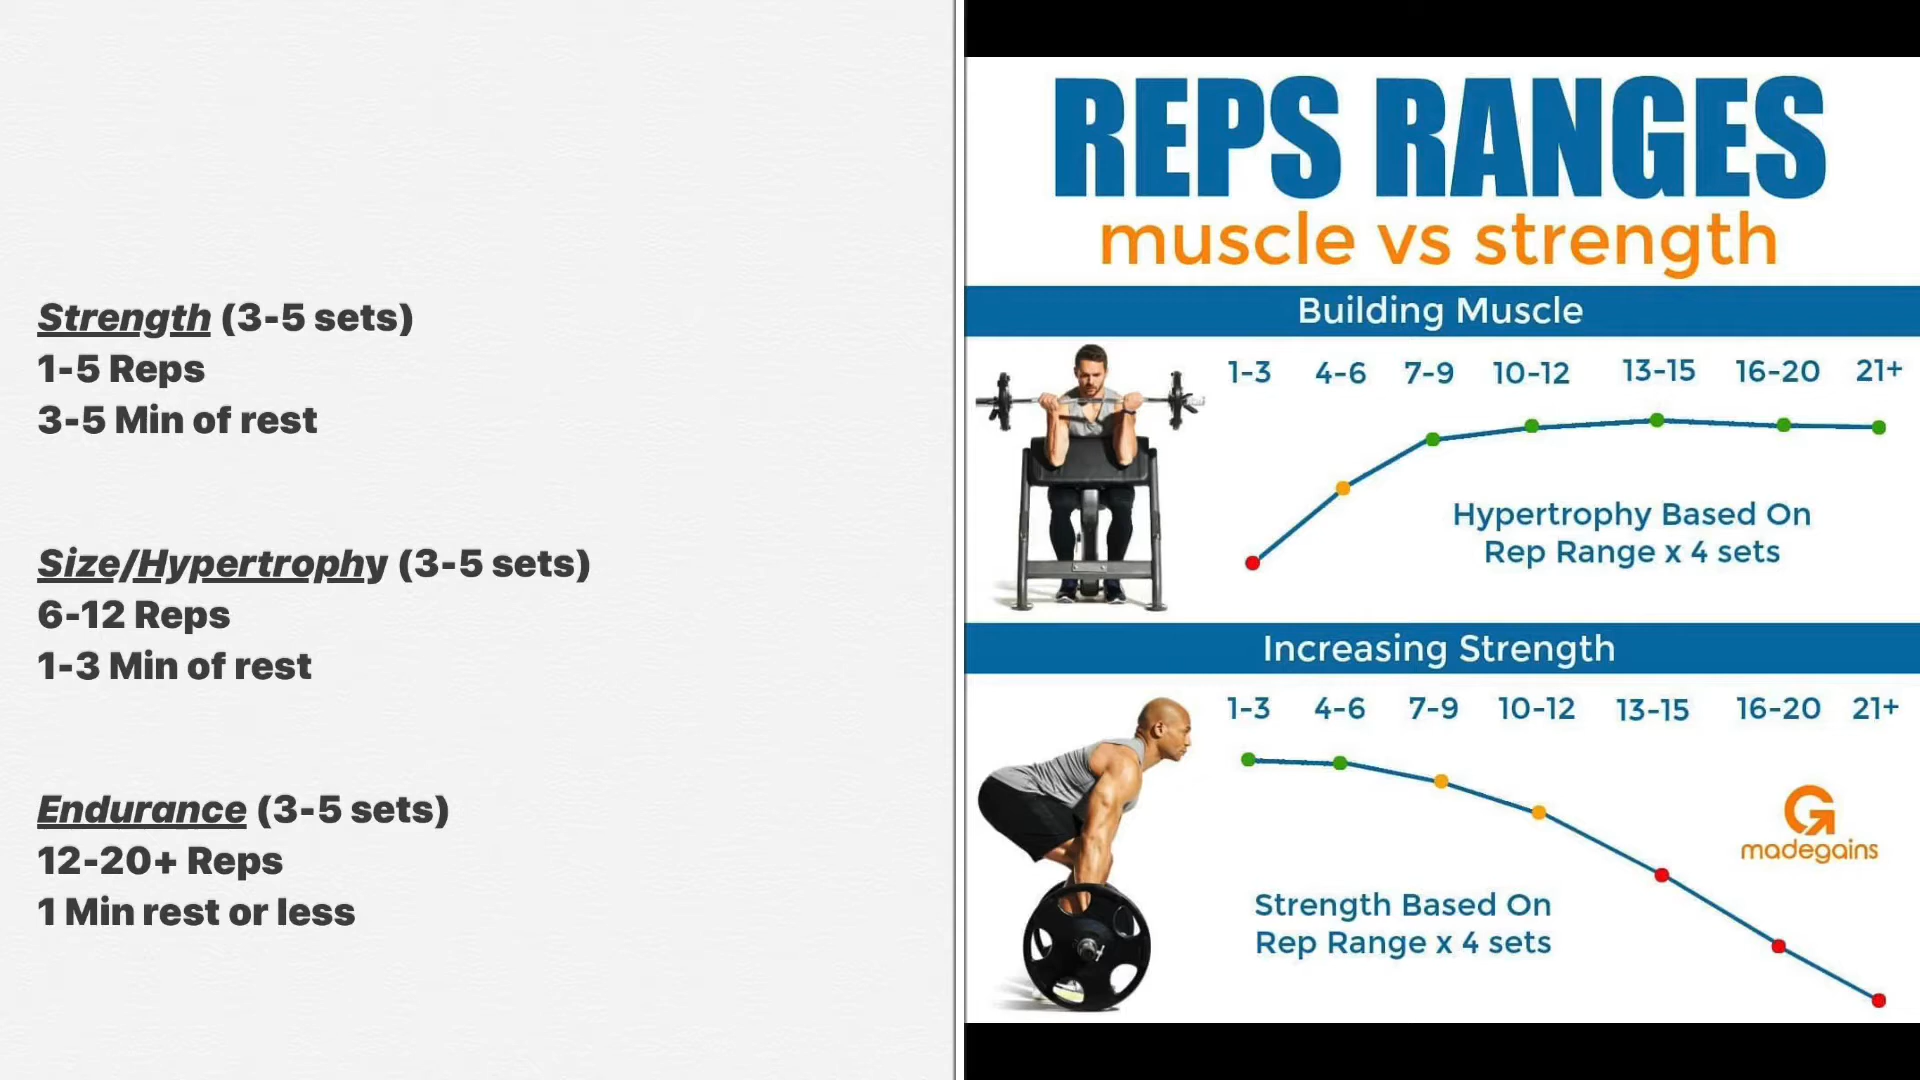 Strength (3-5 sets)
1-5 Reps
3-5 Min of rest
Size/Hypertrophy (3-5 sets)
6-12 Reps
1-3 Min of rest
Endurance (3-5 sets)
12-20+ Reps
1 Min rest or less
REPS RANGES
muscle vs strength
Building Muscle
1-3 4-6 7-9 10-12 13-15 16-20 21+
Hypertrophy Based On
Rep Range x 4 sets
Increasing Strength
1-3 4-6 7-9 10-12 13-15 16-20 21+
madegains
Strength Based On
Rep Range x 4 sets